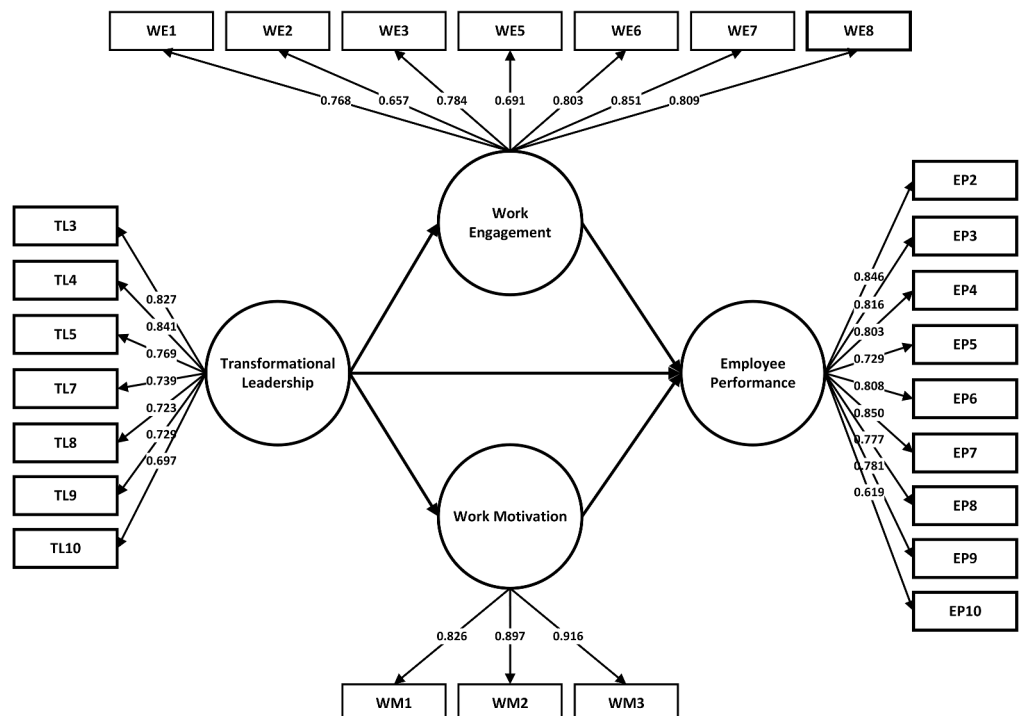 WE1
WE2
WE3
WE5
WE6
WE7
WE8
0.768
0.657
0.784
0.691
0.803
0.851
0.809
Work
Engagement
TL3
TL4
TL5
TL7
TL8
TL9
TL10
0.827
0.841
0.769
0.739
0.723
0.729
0.697
Transformational
Leadership
Employee
Performance
0.846
0.816
0.803
0.729
0.808
0.850
0.777
0.781
0.619
EP2
EP3
EP4
EP5
EP6
EP7
EP8
EP9
EP10
Work Motivation
0.826
0.897
0.916
WM1
WM2
WM3